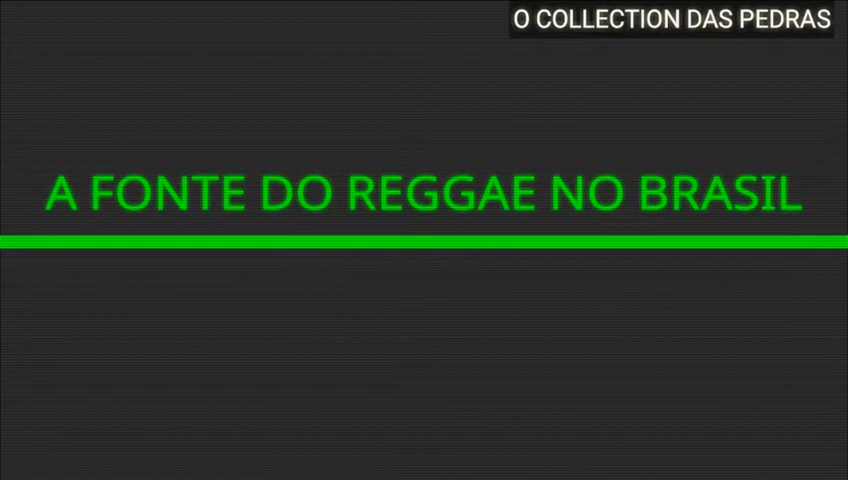 O COLLECTION DAS PEDRAS
A FONTE DO REGGAE NO BRASIL